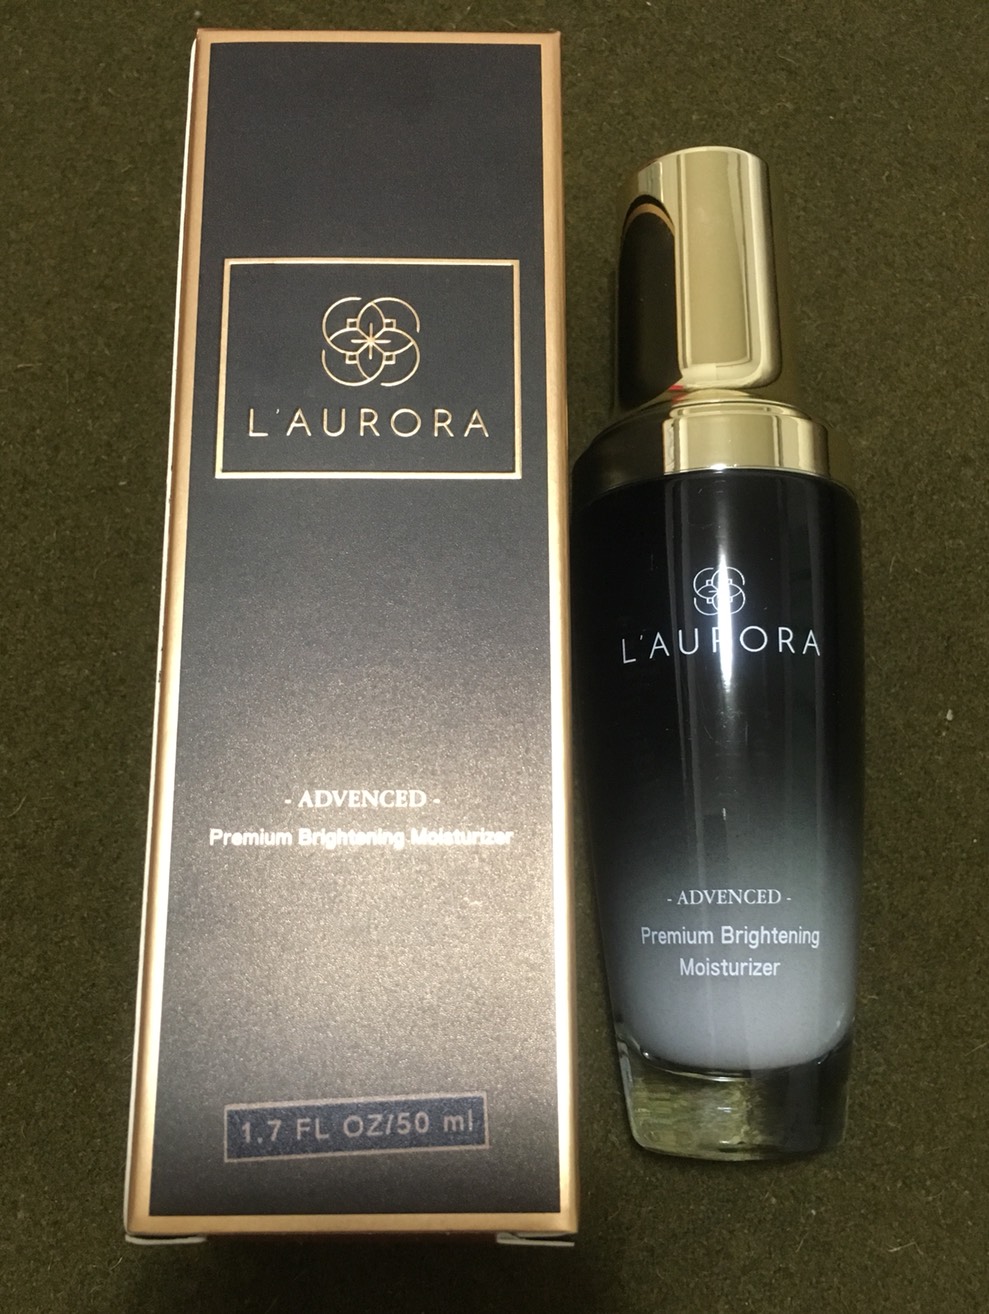 L'AURORA
- ADVENCED -
Premium Brightening Moisturizer
1.7 FL OZ/50 ml
L'AURORA
- ADVENCED -
Premium Brightening
Moisturizer